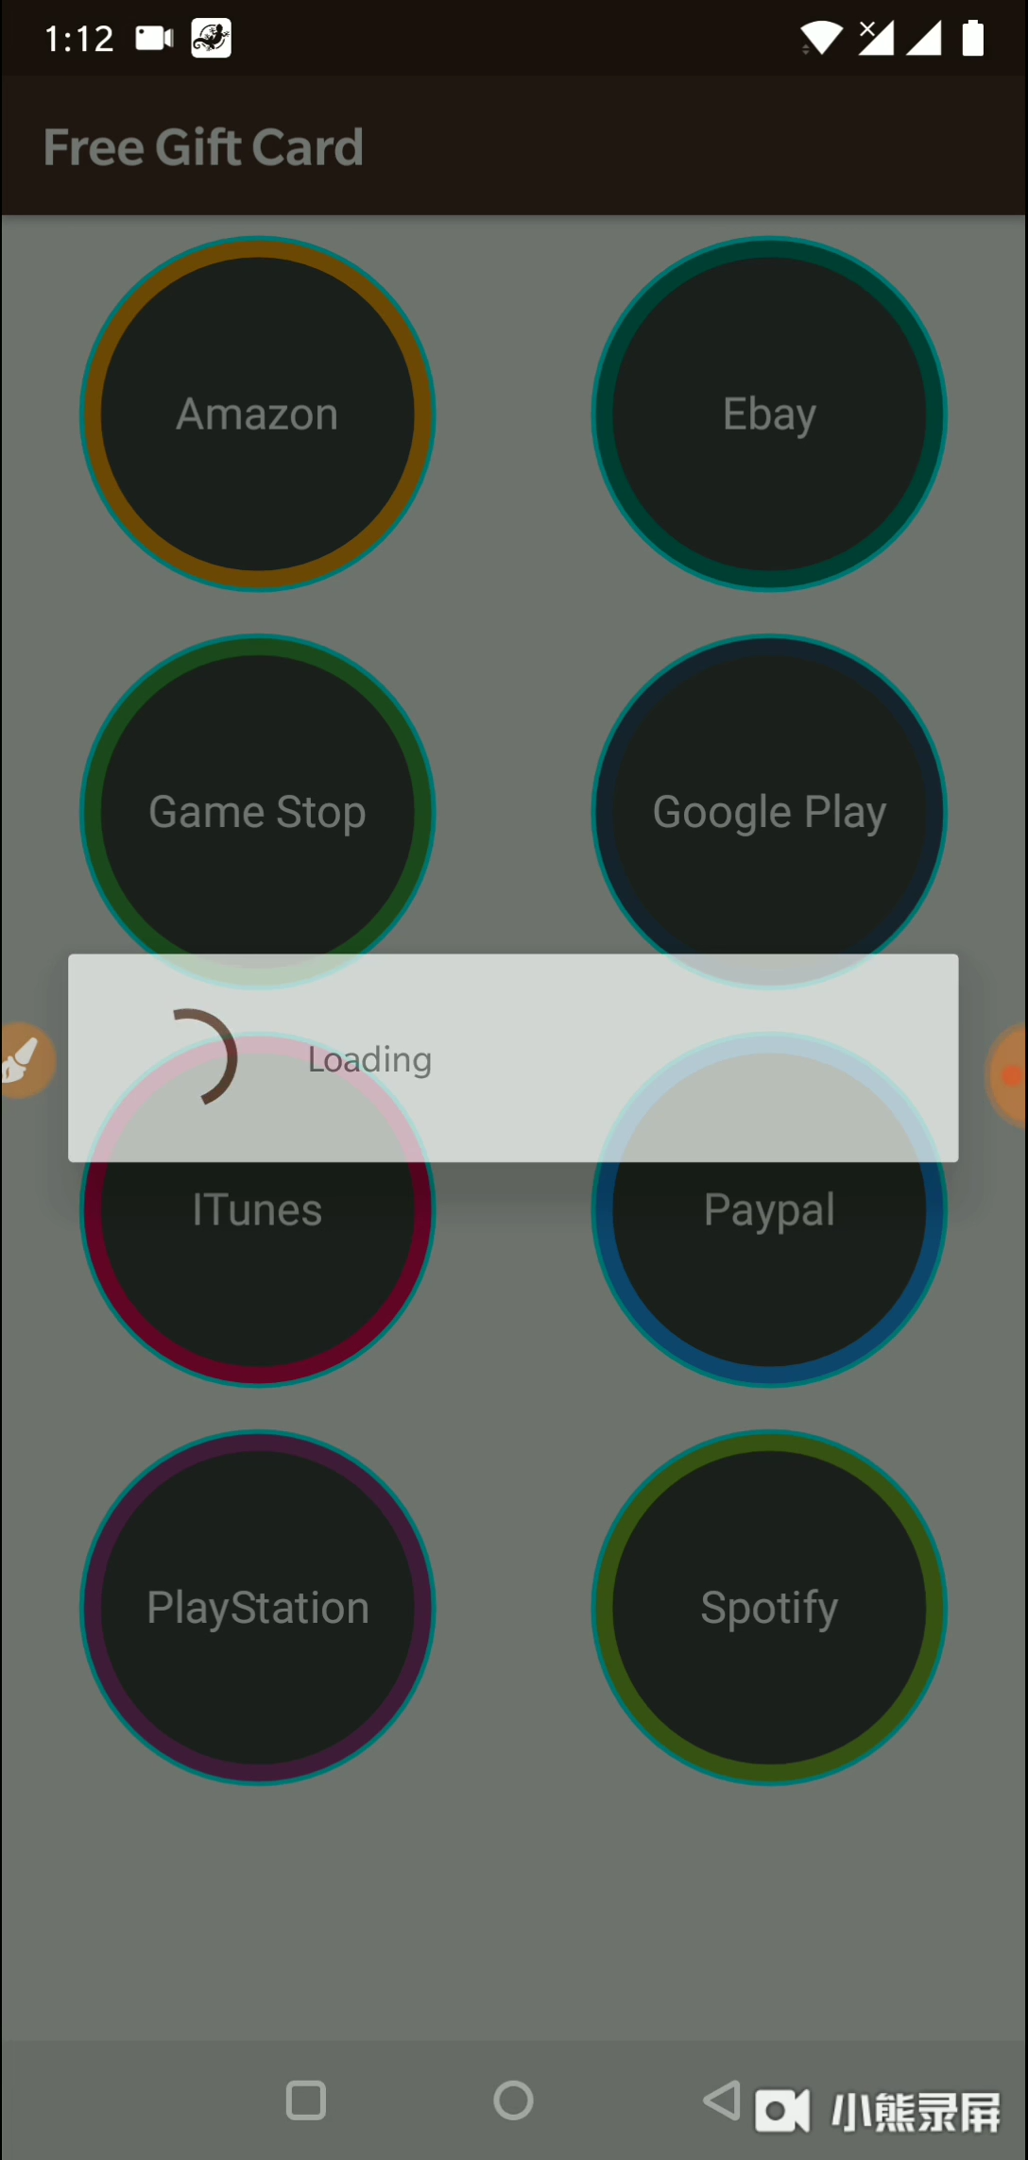 1:12
Free Gift Card
Amazon
Ebay
Game Stop
Google Play
Loading
ITunes
Paypal
PlayStation
Spotify
小熊录屏